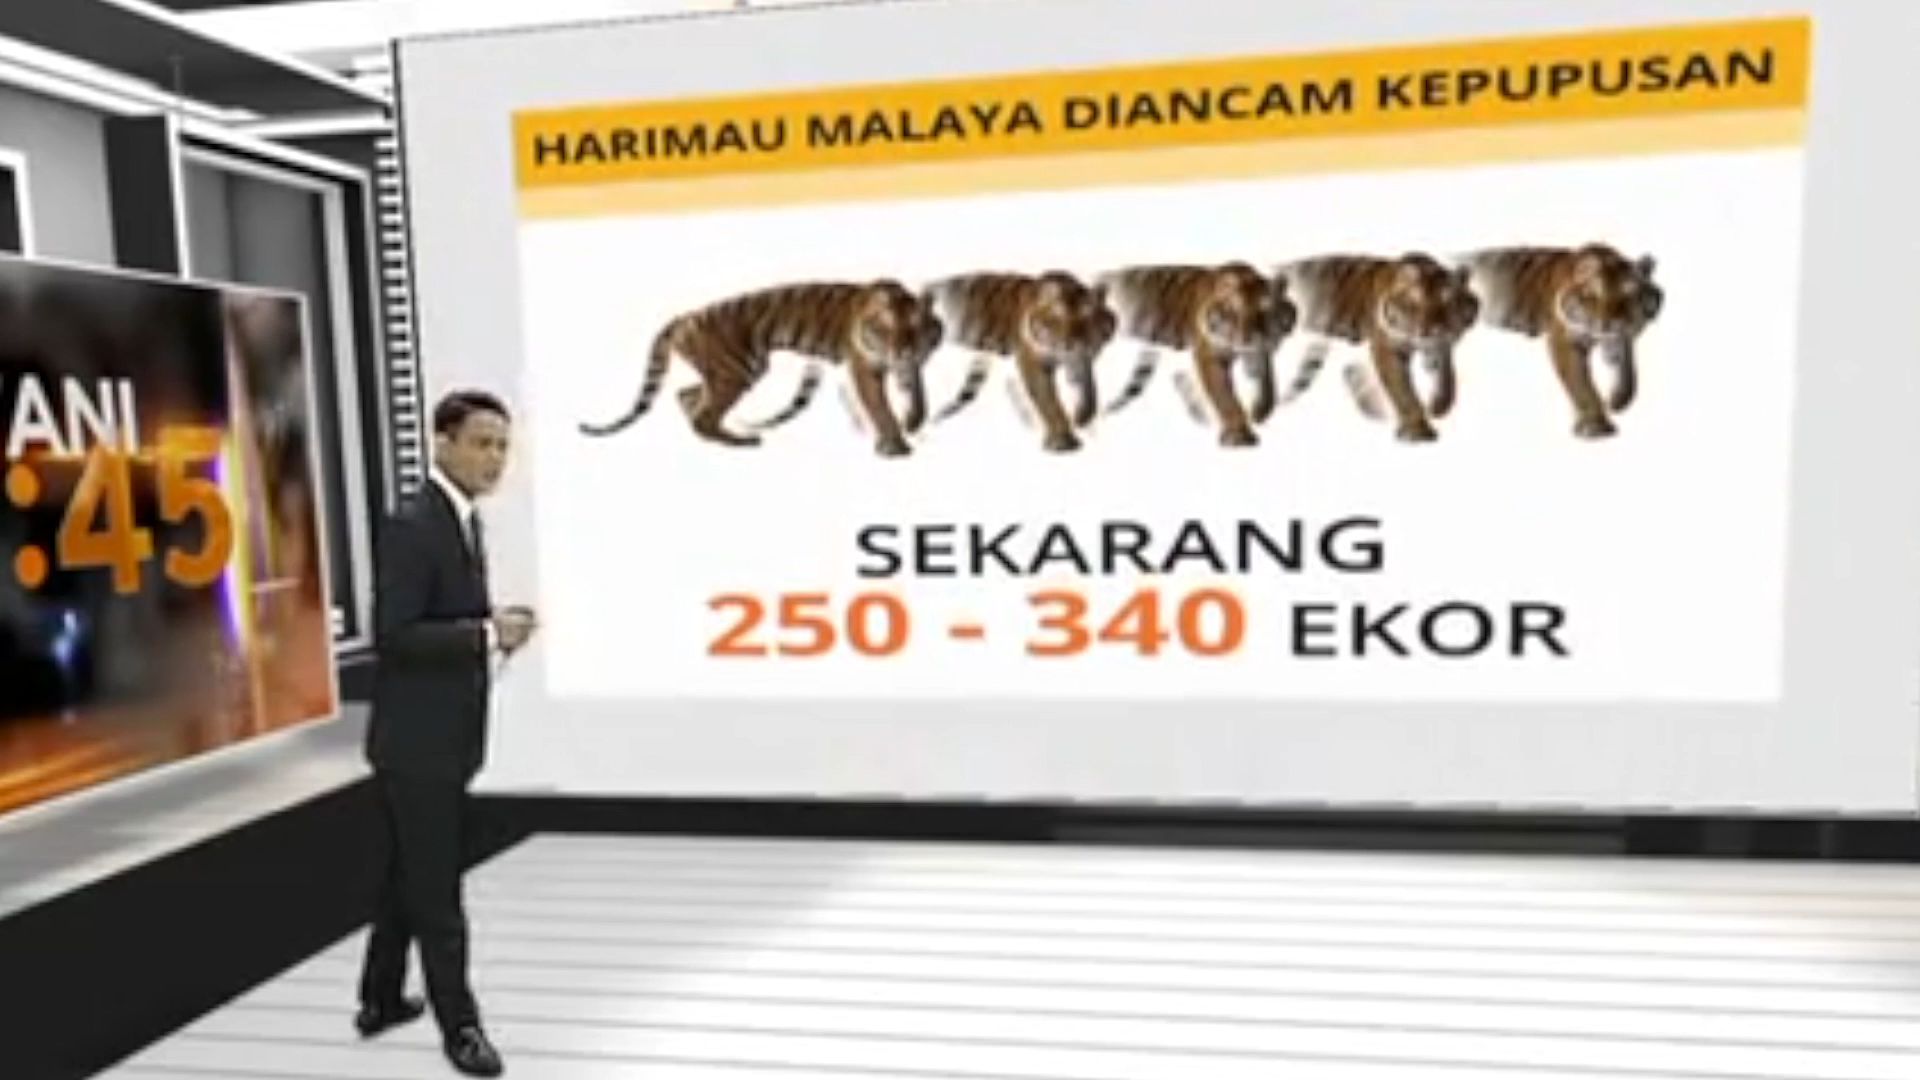 HARIMAU MALAYA DIANCAM KEPUPUSAN
SEKARANG
250 - 340 EKOR
:45